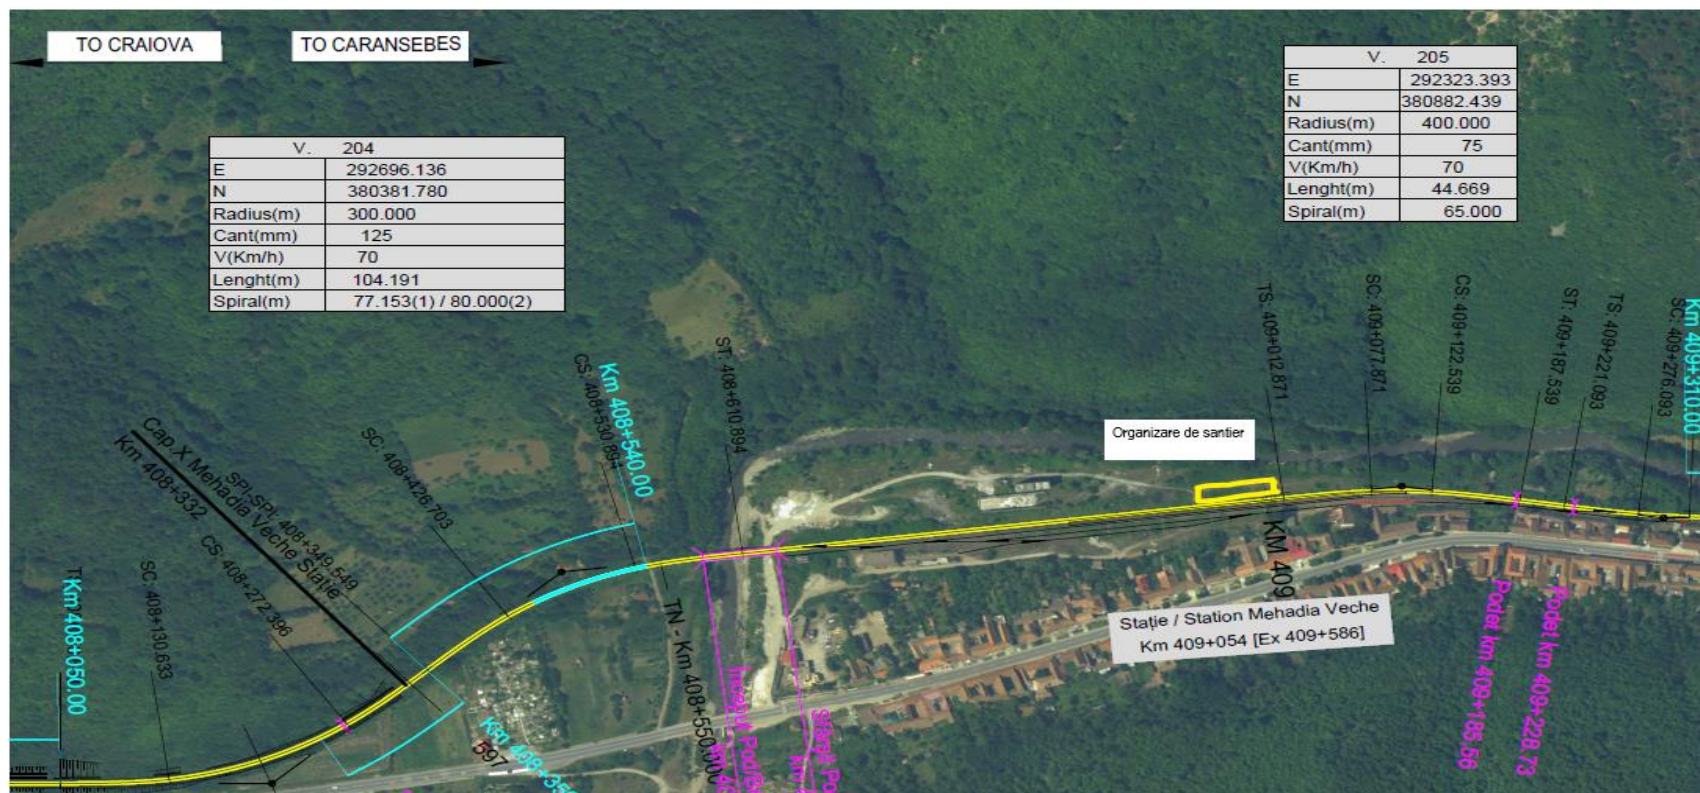 TO CRAIOVA
TO CARANSEBES
V. 204
E 292696.136
N 380381.780
Radius(m) 300.000
Cant(mm) 125
V(Km/h) 70
Lenght(m) 104.191
Spiral(m) 77.153(1) / 80.000(2)
V. 205
E 292323.393
N 380882.439
Radius(m) 400.000
Cant(mm) 75
V(Km/h) 70
Lenght(m) 44.669
Spiral(m) 65.000
Km 408+050.00
SC: 408+130.633
CS: 408+272.396
Km 408+332
Cap.X Mehadia Veche Stație
SPI-SPII 408+349.549
SC: 408+426.703
CS: 408+530.894
Km 408+540.00
ST: 408+610.894
TN - Km 408+550.000
597
Organizare de santier
TS: 409+012.871
SC: 409+077.871
CS: 409+122.539
ST: 409+187.539
TS: 409+221.093
SC: 409+276.093
Km 409+310.00
KM 409
Stație / Station Mehadia Veche
Km 409+054 [Ex 409+586]
Podet km 409+185.56
Podet km 409+228.73